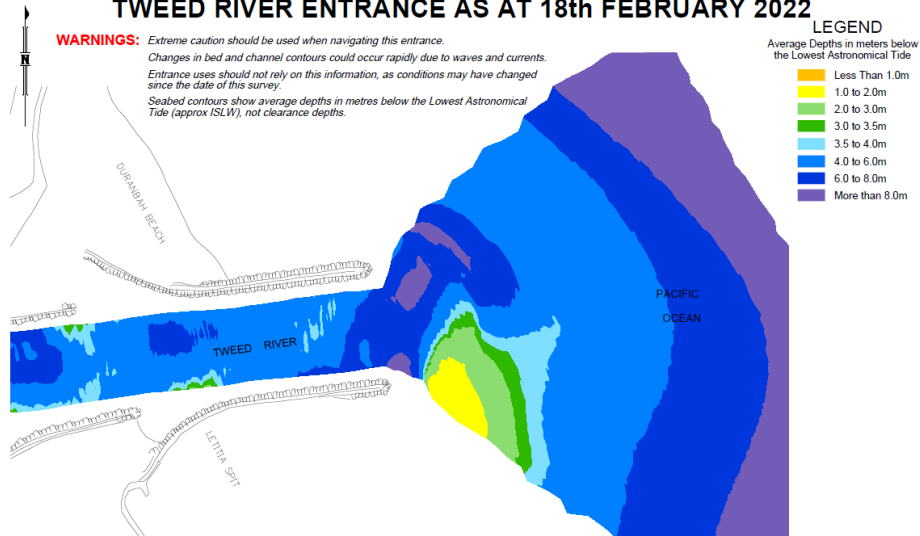 TWEED RIVER ENTRANCE AS AT 18th FEBRUARY 2022
WARNINGS: Extreme caution should be used when navigating this entrance.
Changes in bed and channel contours could occur rapidly due to waves and currents.
Entrance uses should not rely on this information, as conditions may have changed
since the date of this survey.
Seabed contours show average depths in metres below the Lowest Astronomical
Tide (approx ISLW), not clearance depths.
N
LEGEND
Average Depths in meters below
the Lowest Astronomical Tide
Less Than 1.0m
1.0 to 2.0m
2.0 to 3.0m
3.0 to 3.5m
3.5 to 4.0m
4.0 to 6.0m
6.0 to 8.0m
More than 8.0m
DURANBAH BEACH
PACIFIC
OCEAN
TWEED RIVER
LETITIA SPIT